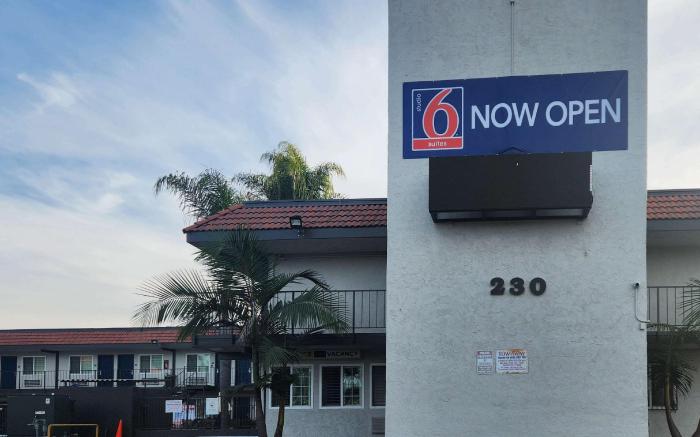 studio
6
suites
NOW OPEN
230
VACANCY